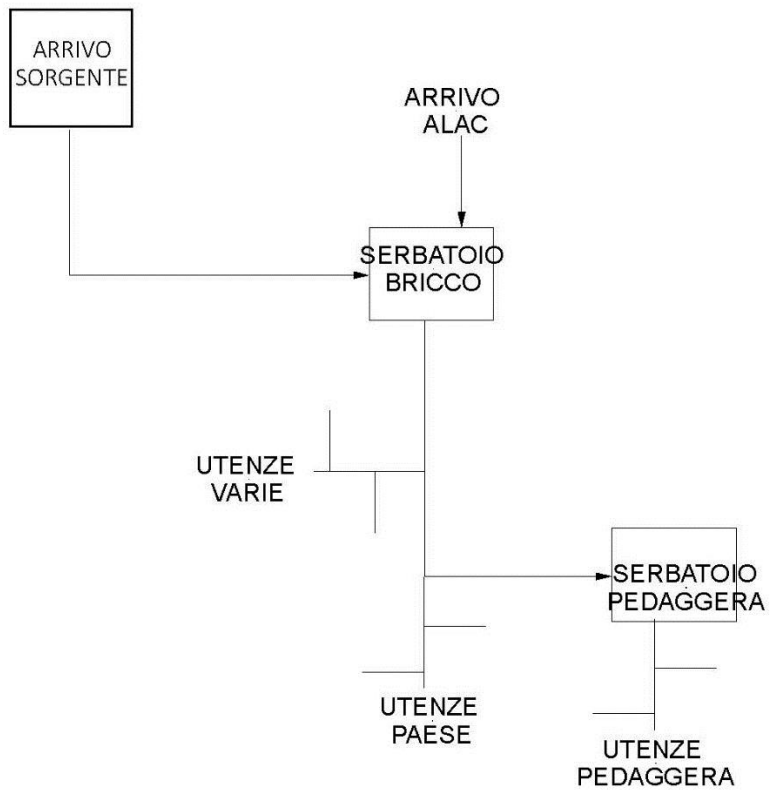 ARRIVO
SORGENTE
ARRIVO
ALAC
SERBATOIO
BRICCO
UTENZE
VARIE
SERBATOIO
PEDAGGERA
UTENZE
PAESE
UTENZE
PEDAGGERA